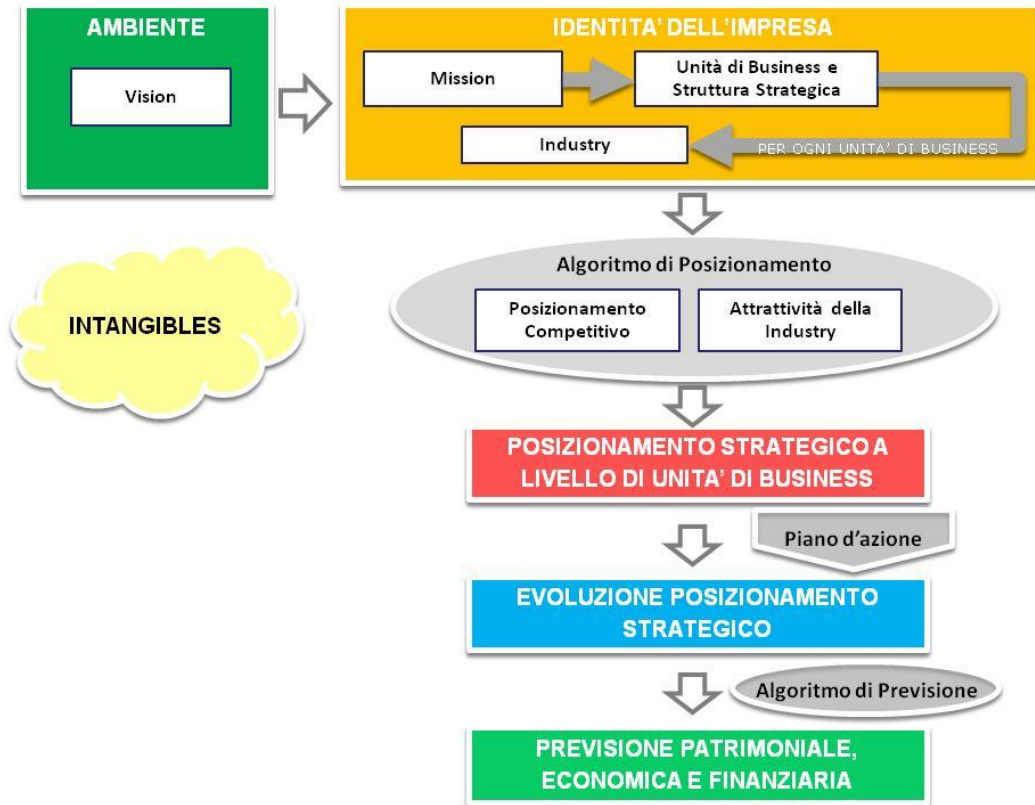 AMBIENTE
Vision
IDENTITA' DELL'IMPRESA
Mission
Unità di Business e
Struttura Strategica
Industry
PER OGNI UNITA' DI BUSINESS
INTANGIBLES
Algoritmo di Posizionamento
Posizionamento
Competitivo
Attrattività della
Industry
POSIZIONAMENTO STRATEGICO A
LIVELLO DI UNITA' DI BUSINESS
Piano d'azione
EVOLUZIONE POSIZIONAMENTO
STRATEGICO
Algoritmo di Previsione
PREVISIONE PATRIMONIALE,
ECONOMICA E FINANZIARIA